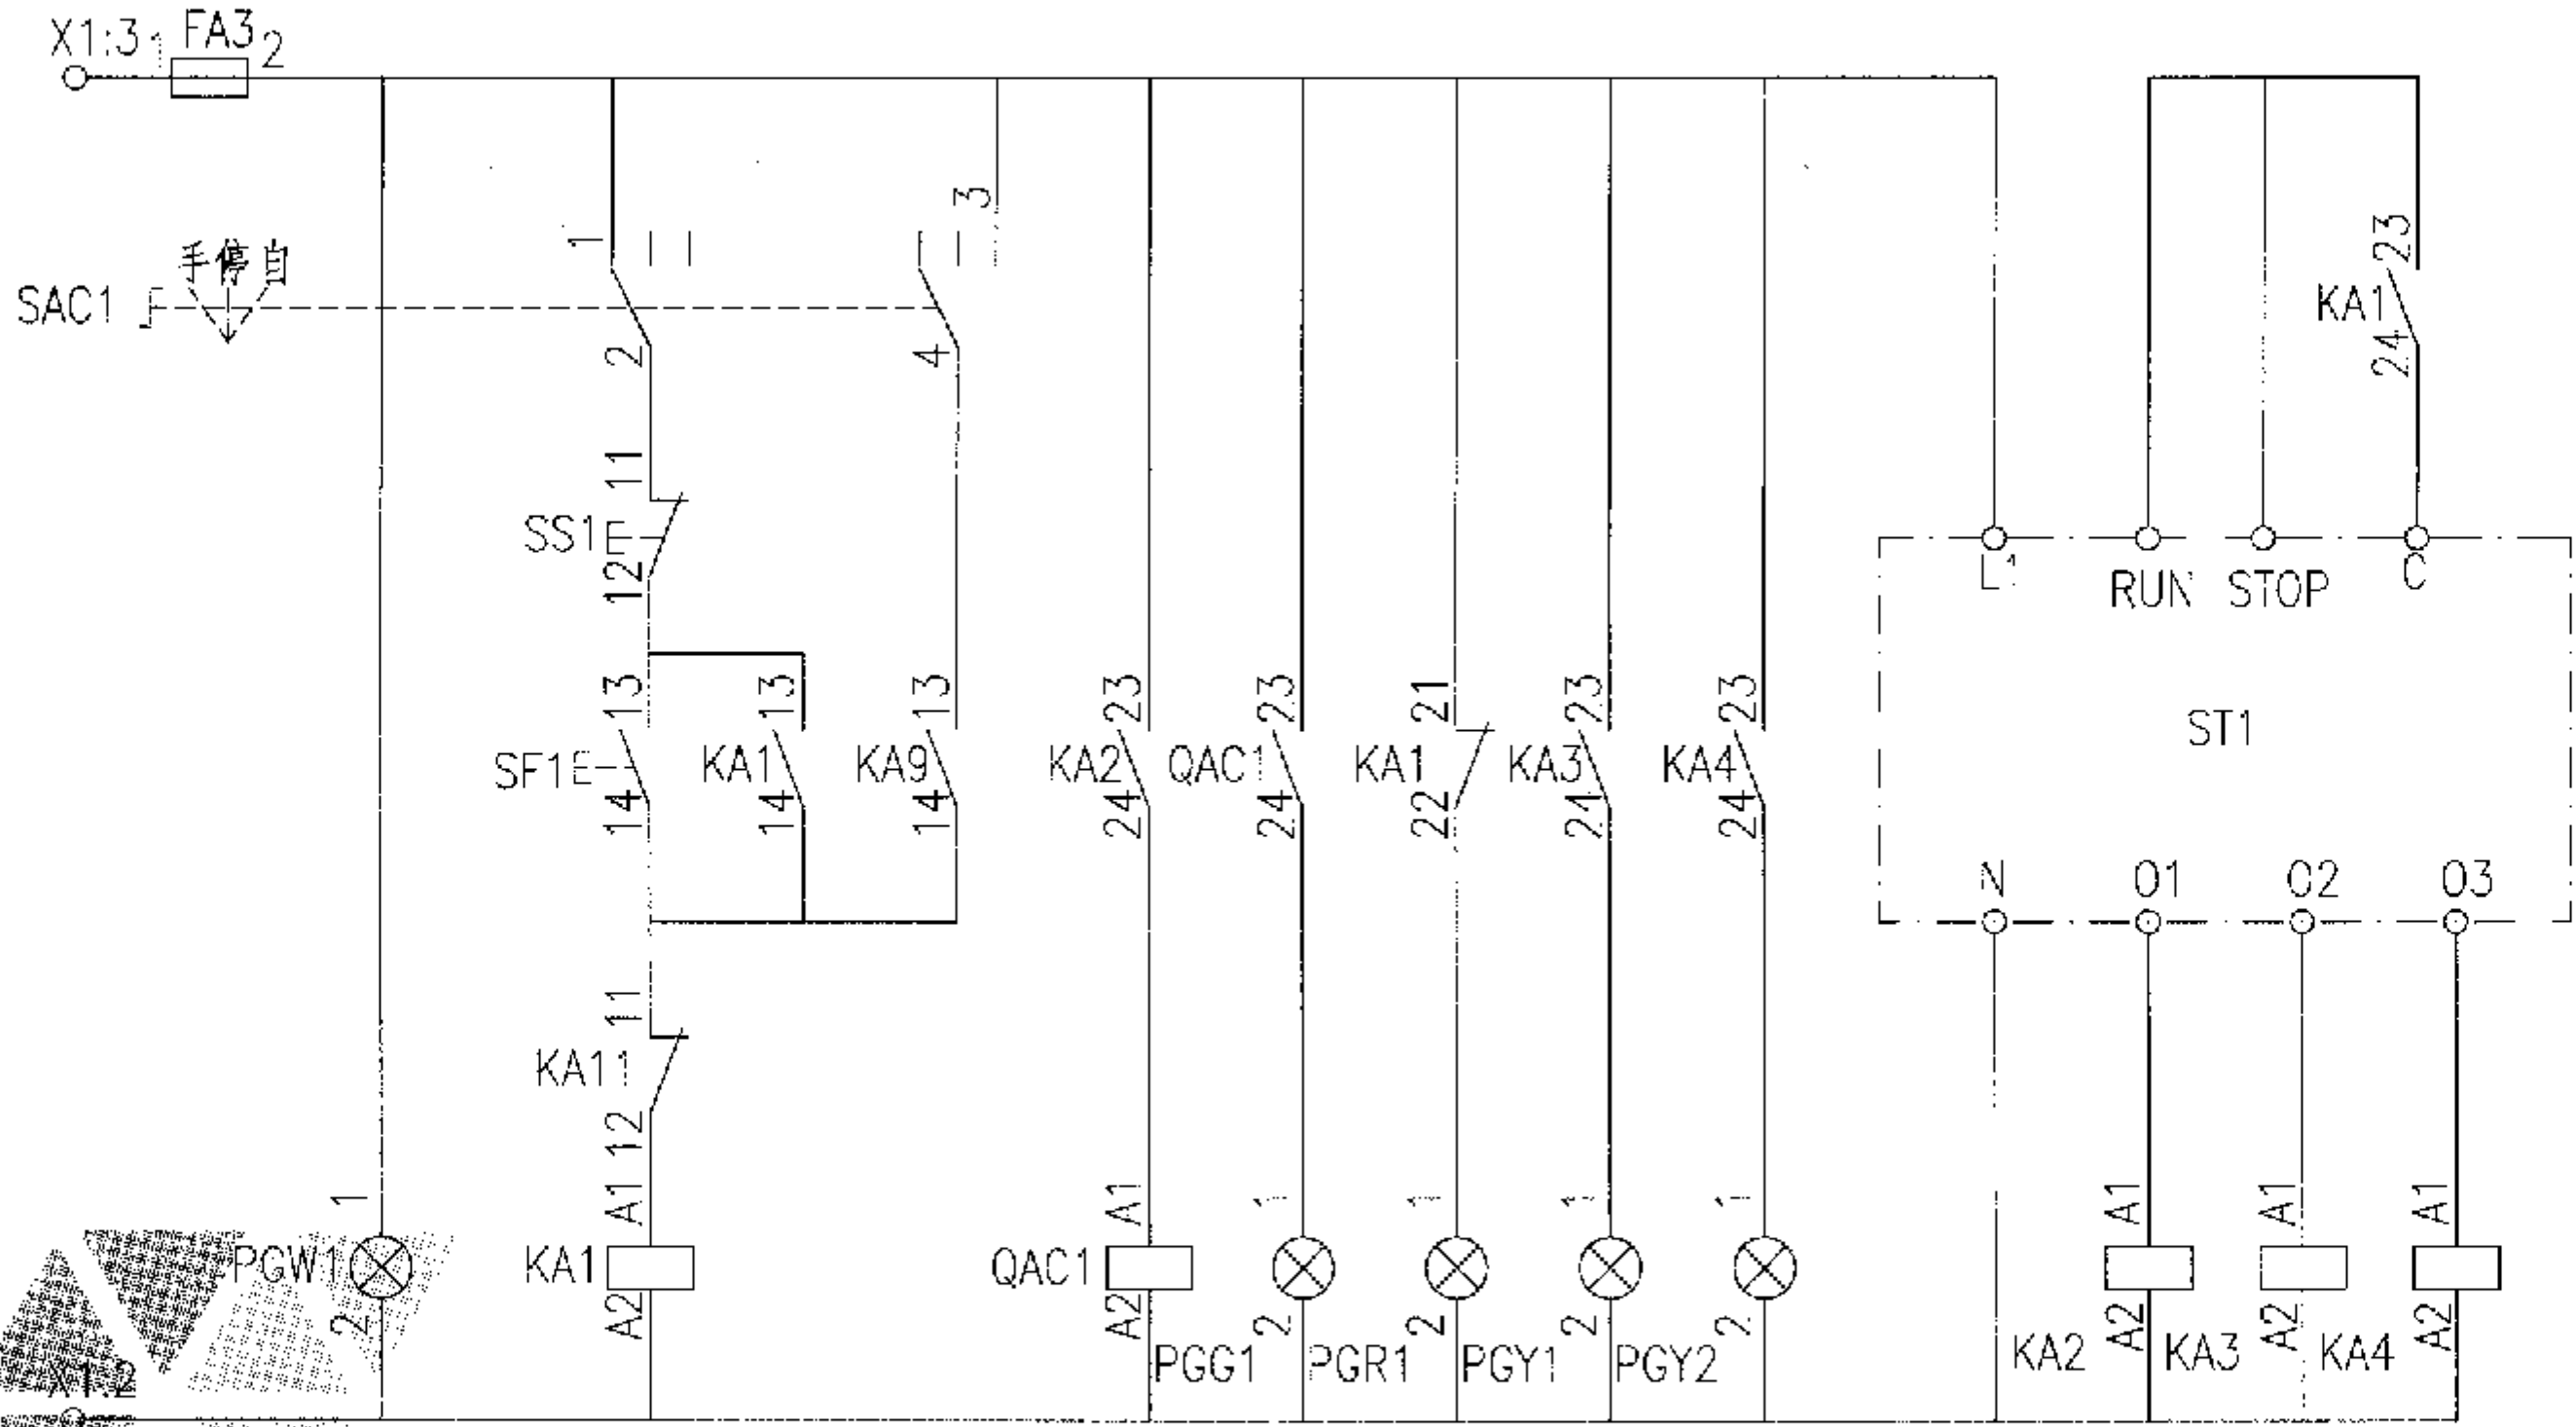 X1:3
1
FA3
2
手停自
SAC1
1
2
3
4
23
KA1
24
11
SS1
12
L1
RUN
STOP
C
13
SF1
14
13
KA1
14
13
KA9
14
23
KA2
24
23
QAC1
24
21
KA1
22
23
KA3
24
23
KA4
24
ST1
N
O1
O2
O3
11
KA11
12
1
PGW1
2
A1
KA1
A2
A1
QAC1
A2
1
2
PGG1
1
2
PGR1
1
2
PGY1
1
2
PGY2
A1
A2
KA2
A1
A2
KA3
A1
A2
KA4
X1:2